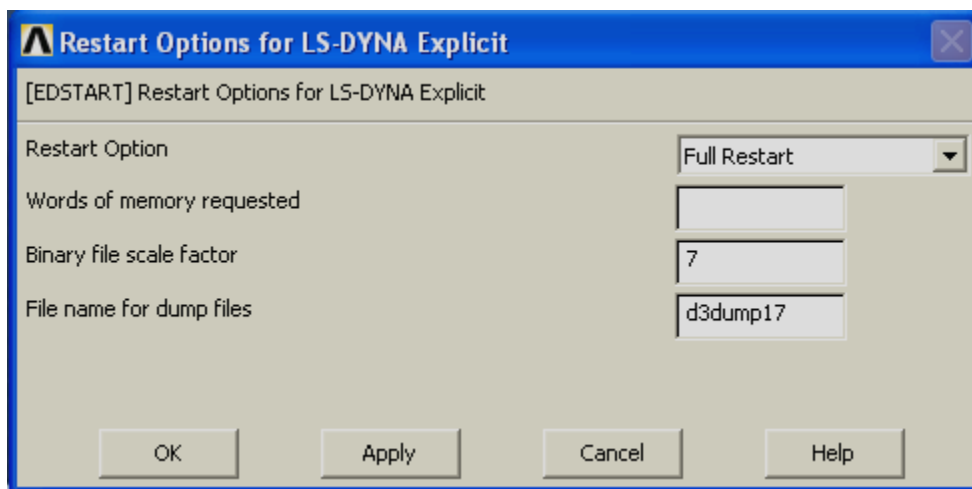 Restart Options for LS-DYNA Explicit
[EDSTART] Restart Options for LS-DYNA Explicit
Restart Option Full Restart
Words of memory requested
Binary file scale factor 7
File name for dump files d3dump17
OK Apply Cancel Help